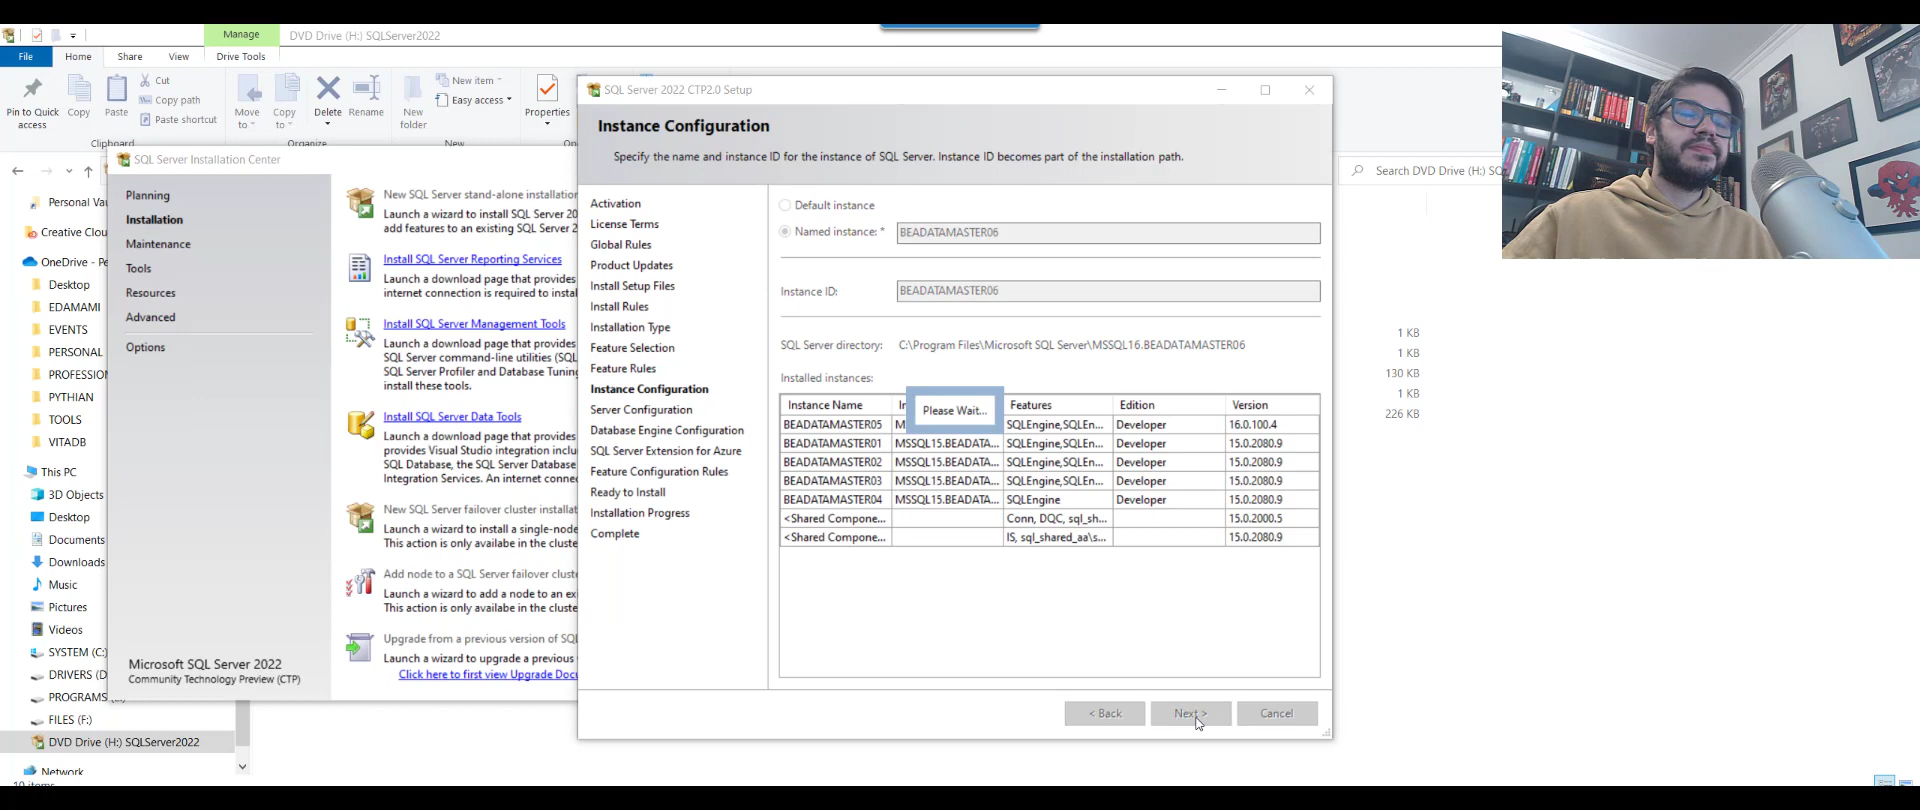 Manage
DVD Drive (H:) SQLServer2022
File
Home
Share
View
Drive Tools
Pin to Quick
access
Copy
Paste
Cut
Copy path
Paste shortcut
Clipboard
Move
to
Copy
to
Delete
Rename
Organize
New
folder
New item
Easy access
New
Properties
Search DVD Drive (H:)
Personal
Creative Clou
OneDrive - Pe
Desktop
EDAMAMI
EVENTS
PERSONAL
PROFESSION
PYTHIAN
TOOLS
VITADB
This PC
3D Objects
Desktop
Documents
Downloads
Music
Pictures
Videos
SYSTEM (C:)
DRIVERS (D
PROGRAMS
FILES (F:)
DVD Drive (H:) SQLServer2022
Network
10 items
1 KB
1 KB
130 KB
1 KB
226 KB
SQL Server Installation Center
Planning
Installation
Maintenance
Tools
Resources
Advanced
Options
Microsoft SQL Server 2022
Community Technology Preview (CTP)
New SQL Server stand-alone installation
Launch a wizard to install SQL Server 20
add features to an existing SQL Server 2
Install SQL Server Reporting Services
Launch a download page that provides
internet connection is required to instal
Install SQL Server Management Tools
Launch a download page that provides
SQL Server command-line utilities (SQL
SQL Server Profiler and Database Tuning
install these tools.
Install SQL Server Data Tools
Launch a download page that provides
provides Visual Studio integration inclu
SQL Database, the SQL Server Database
Integration Services. An internet conne
New SQL Server failover cluster installat
Launch a wizard to install a single-node
This action is only availabe in the cluste
Add node to a SQL Server failover cluste
Launch a wizard to add a node to an ex
This action is only availabe in the cluste
Upgrade from a previous version of SQL
Launch a wizard to upgrade a previous
Click here to first view Upgrade Docu
SQL Server 2022 CTP2.0 Setup
Instance Configuration
Specify the name and instance ID for the instance of SQL Server. Instance ID becomes part of the installation path.
Activation
License Terms
Global Rules
Product Updates
Install Setup Files
Install Rules
Installation Type
Feature Selection
Feature Rules
Instance Configuration
Server Configuration
Database Engine Configuration
SQL Server Extension for Azure
Feature Configuration Rules
Ready to Install
Installation Progress
Complete
Default instance
Named instance: * BEADATAMASTER06
Instance ID: BEADATAMASTER06
SQL Server directory: C:\Program Files\Microsoft SQL Server\MSSQL16.BEADATAMASTER06
Installed instances:
Please Wait...
Instance Name In Features Edition Version
BEADATAMASTER05 M SQLEngine,SQLEn... Developer 16.0.100.4
BEADATAMASTER01 MSSQL15.BEADATA... SQLEngine,SQLEn... Developer 15.0.2080.9
BEADATAMASTER02 MSSQL15.BEADATA... SQLEngine,SQLEn... Developer 15.0.2080.9
BEADATAMASTER03 MSSQL15.BEADATA... SQLEngine,SQLEn... Developer 15.0.2080.9
BEADATAMASTER04 MSSQL15.BEADATA... SQLEngine Developer 15.0.2080.9
<Shared Compone... Conn, DQC, sql_sh... 15.0.2000.5
<Shared Compone... IS, sql_shared_aa\s... 15.0.2080.9
< Back
Next >
Cancel